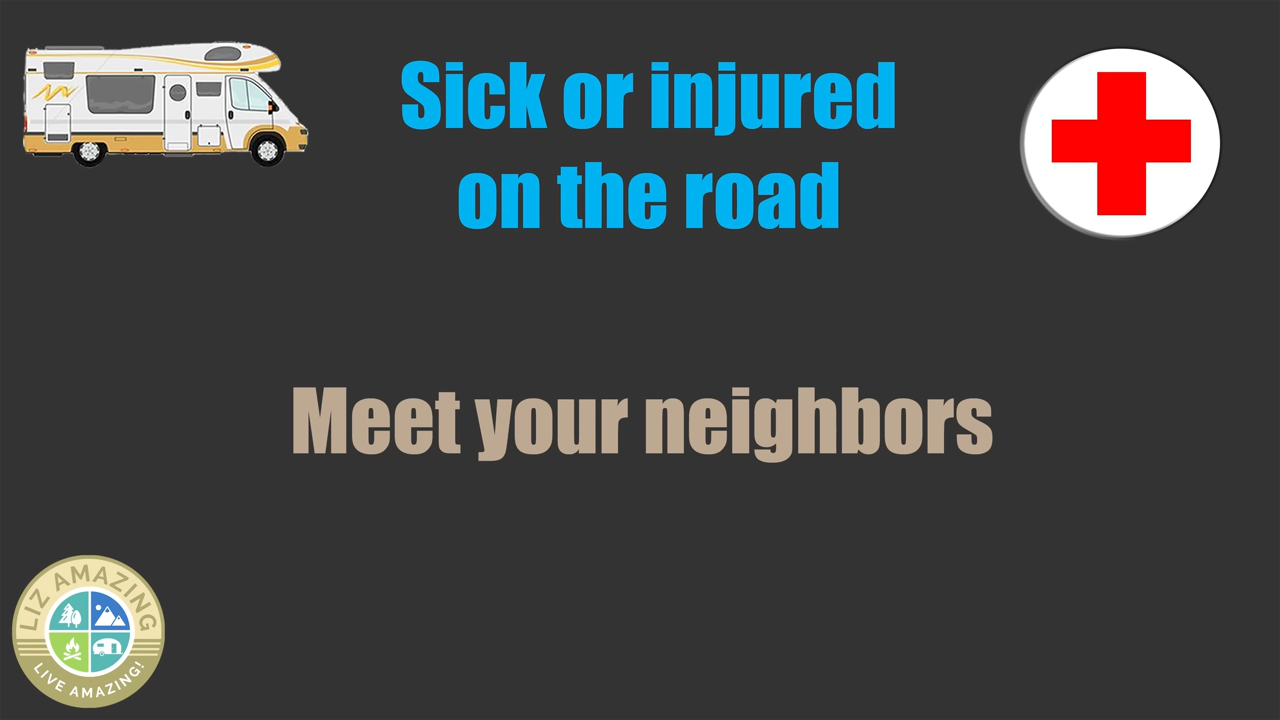 Sick or injured
on the road
Meet your neighbors
LIZ AMAZING
LIVE AMAZING!